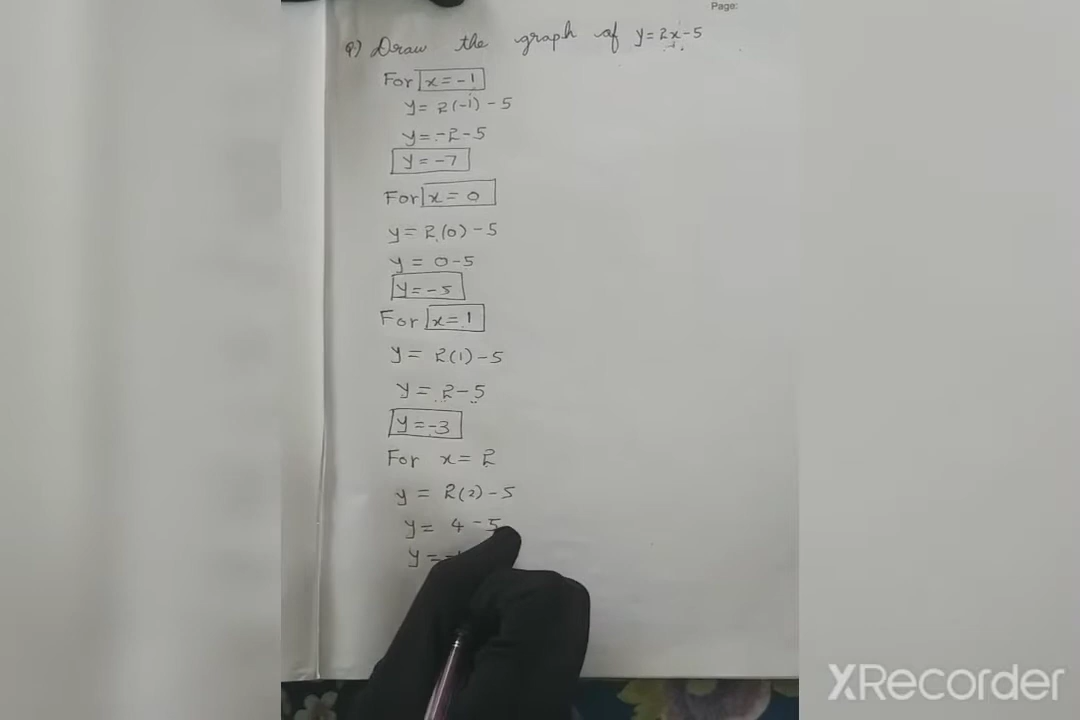 Page:
Q) Draw the graph of y=2x-5
For x=-1
y=2(-1)-5
y=-2-5
y=-7
For x=0
y=2(0)-5
y=0-5
y=-5
For x=1
y=2(1)-5
y=2-5
y=-3
For x=2
y=2(2)-5
y=4-5
y=-1
XRecorder